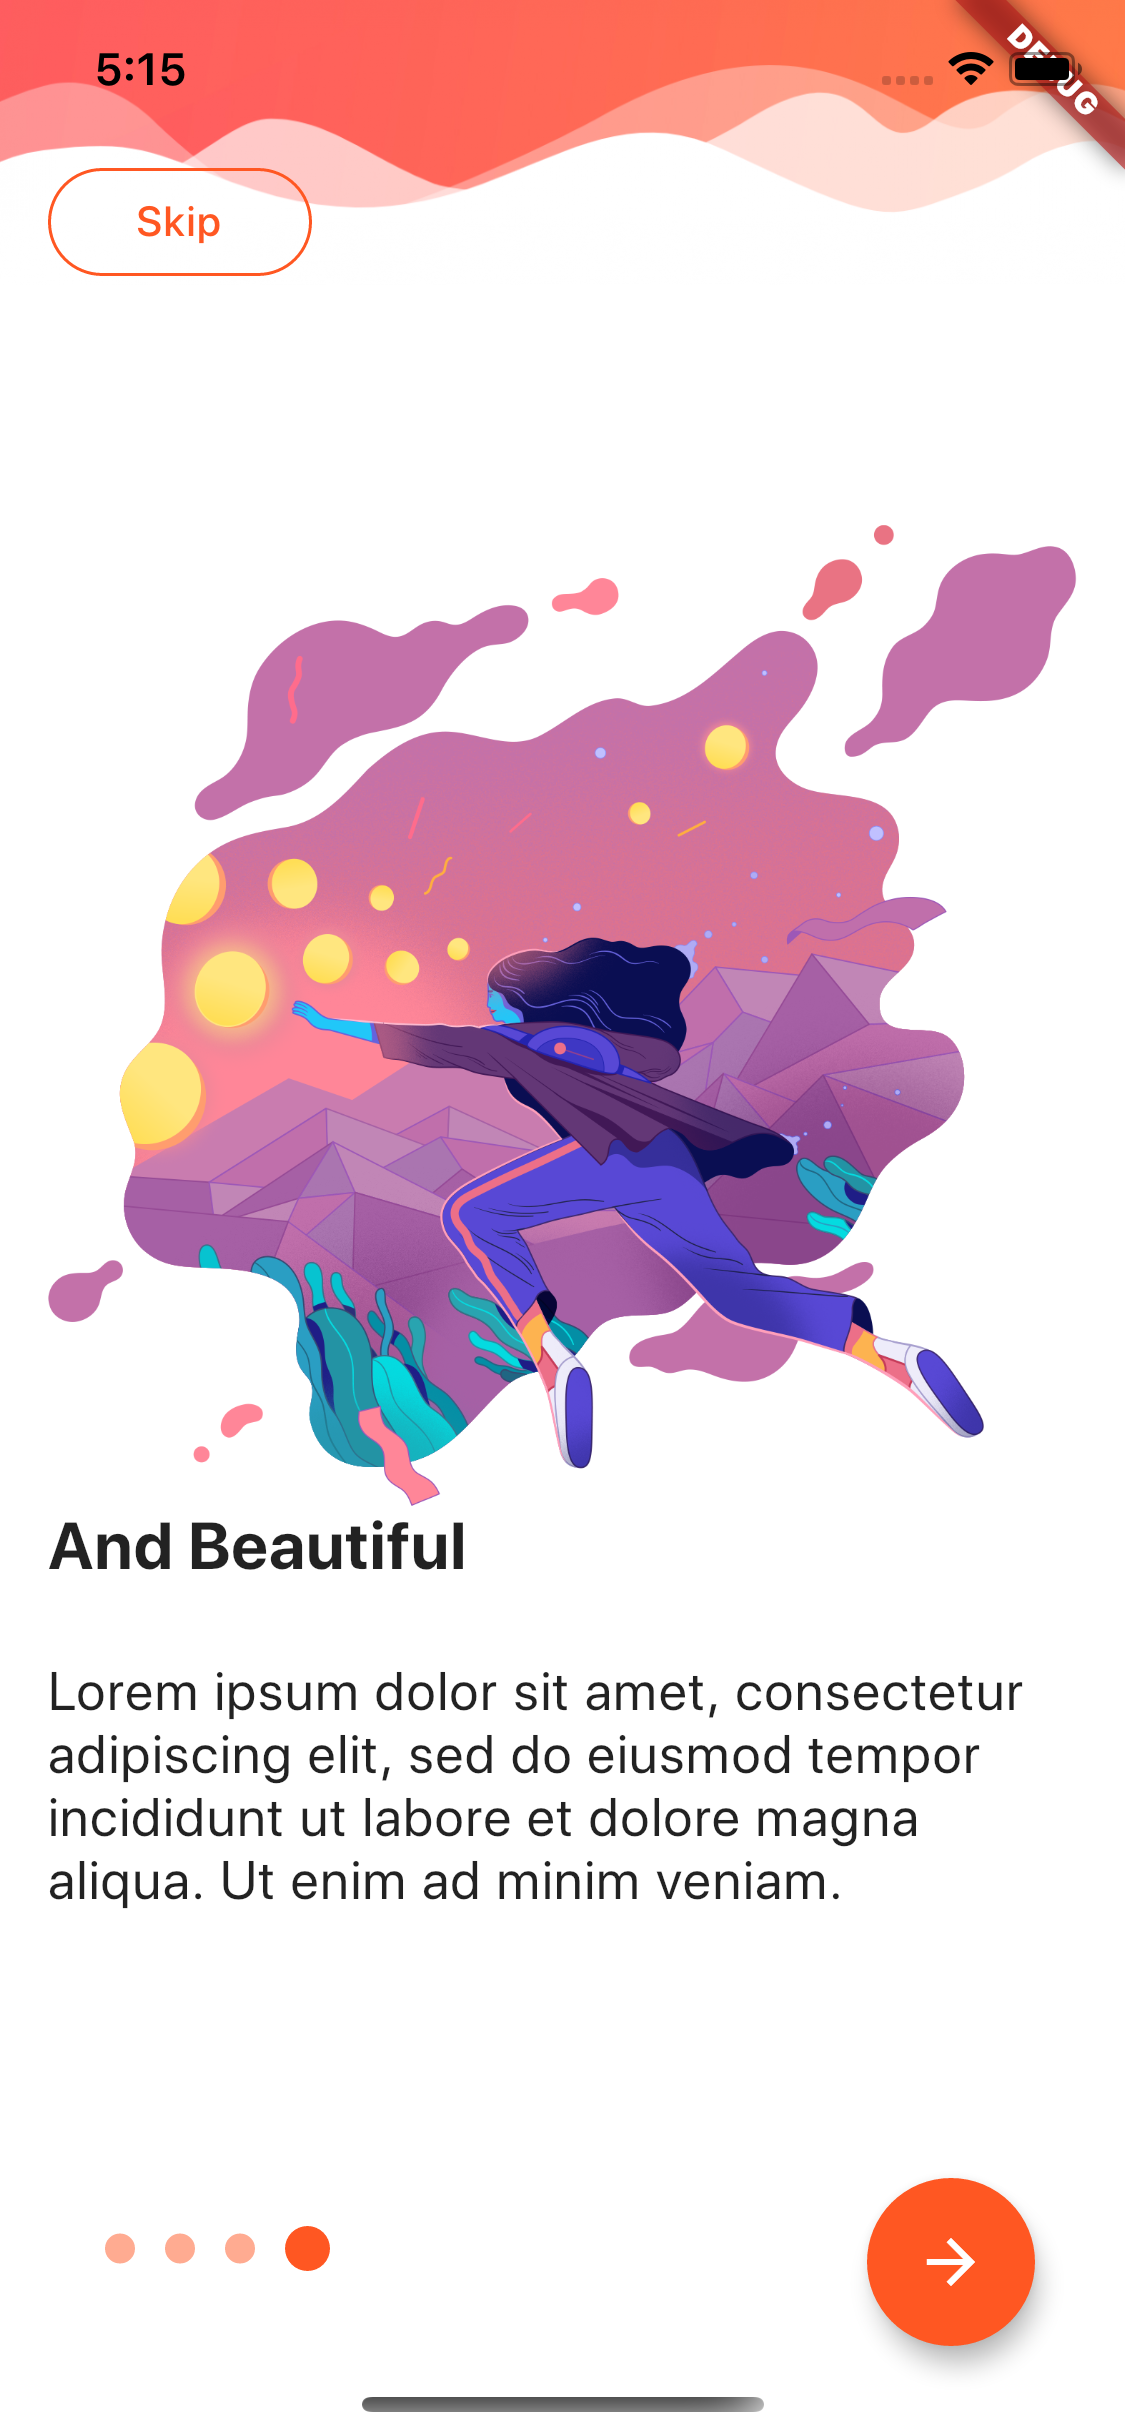 5:15
DEBUG
Skip
And Beautiful
Lorem ipsum dolor sit amet, consectetur
adipiscing elit, sed do eiusmod tempor
incididunt ut labore et dolore magna
aliqua. Ut enim ad minim veniam.